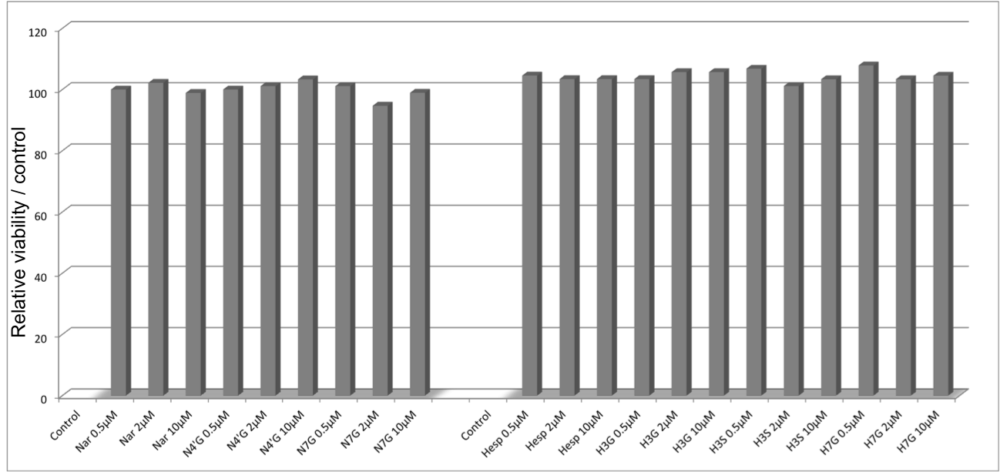 Relative viability / control
120
100
80
60
40
20
0
Control
Nar 0.5µM
Nar 2µM
Nar 10µM
N4'G 0.5µM
N4'G 2µM
N4'G 10µM
N7G 0.5µM
N7G 2µM
N7G 10µM
Control
Hesp 0.5µM
Hesp 2µM
Hesp 10µM
H3G 0.5µM
H3G 2µM
H3G 10µM
H3S 0.5µM
H3S 2µM
H3S 10µM
H7G 0.5µM
H7G 2µM
H7G 10µM